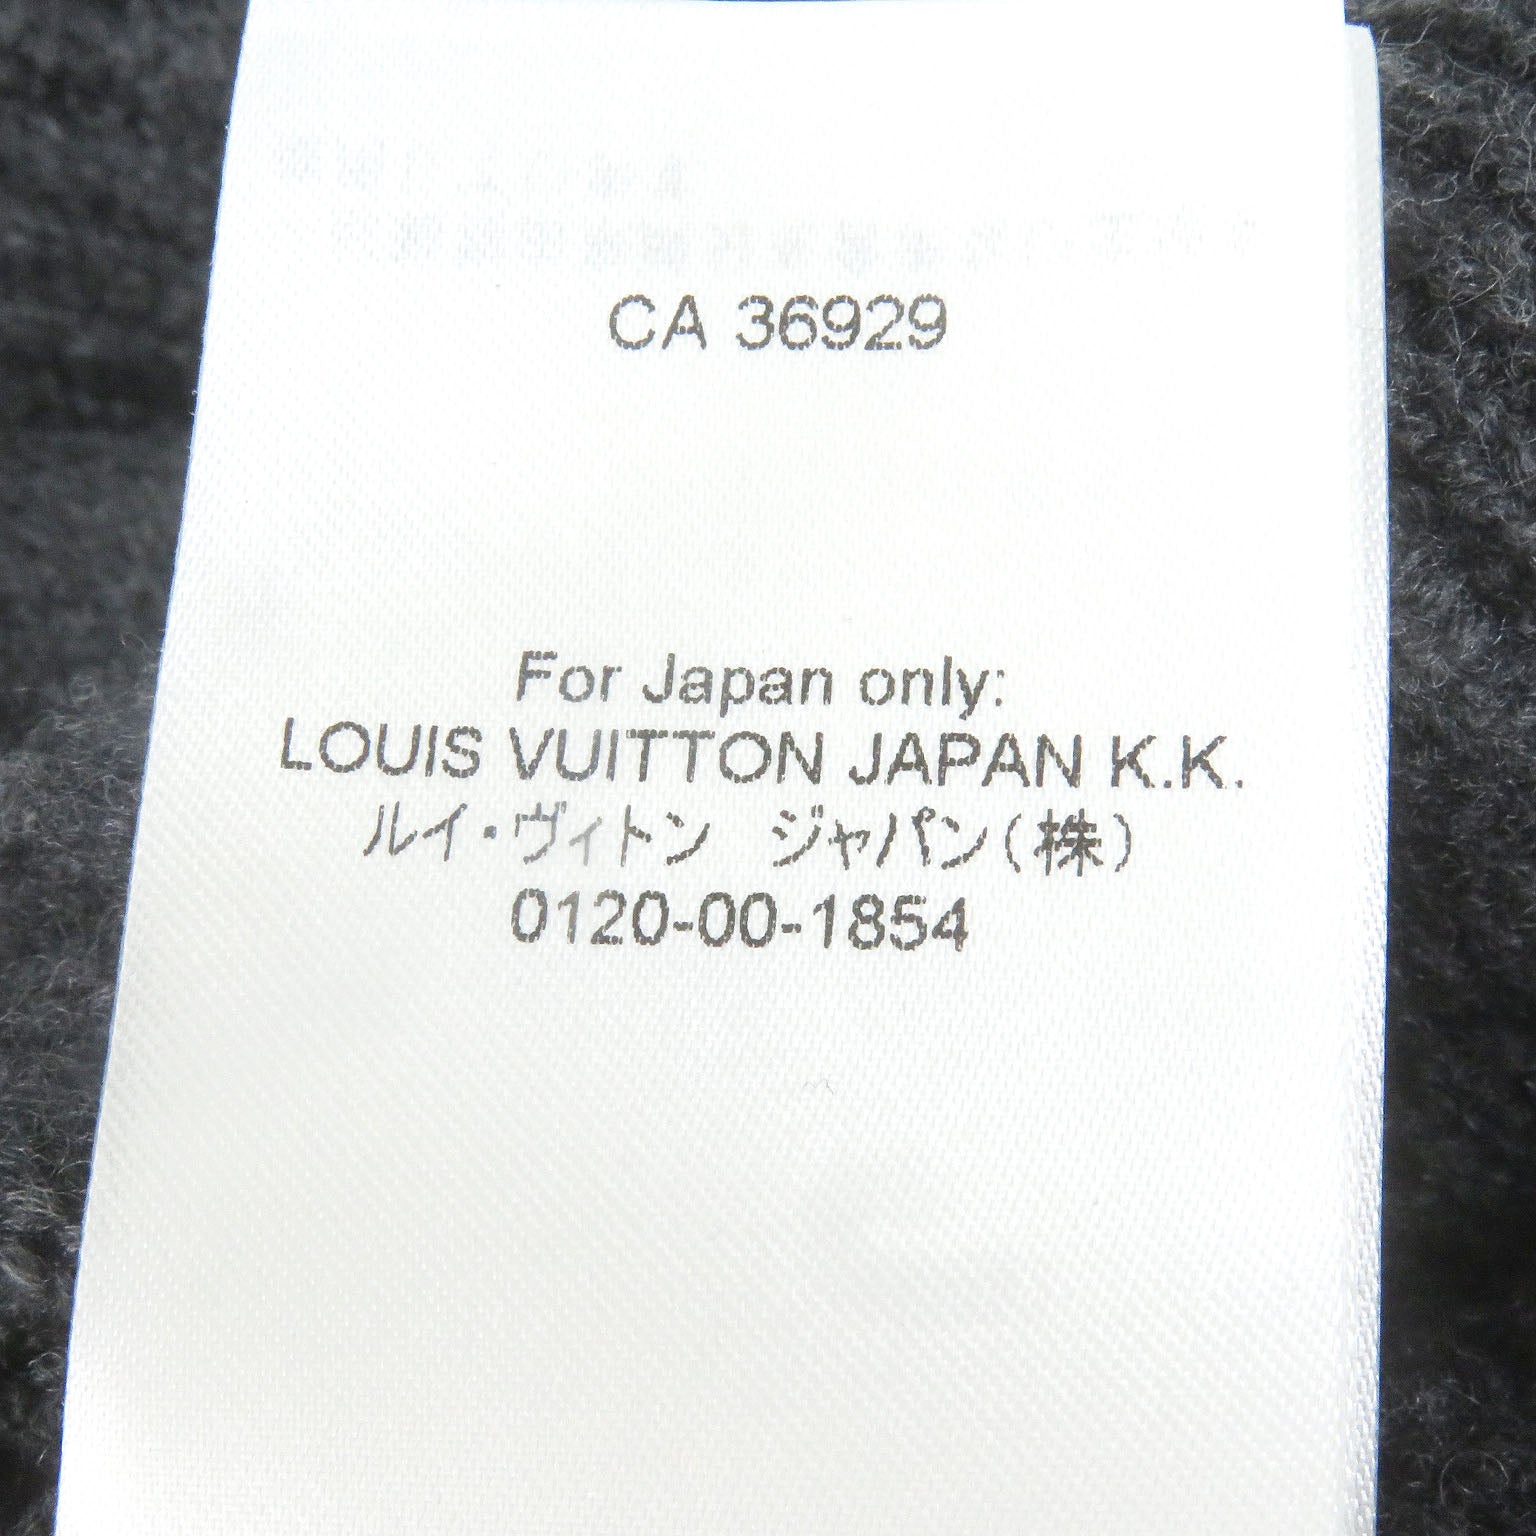 CA 36929
For Japan only:
LOUIS VUITTON JAPAN K.K.
ルイ・ヴィトン　ジャパン(株)
0120-00-1854